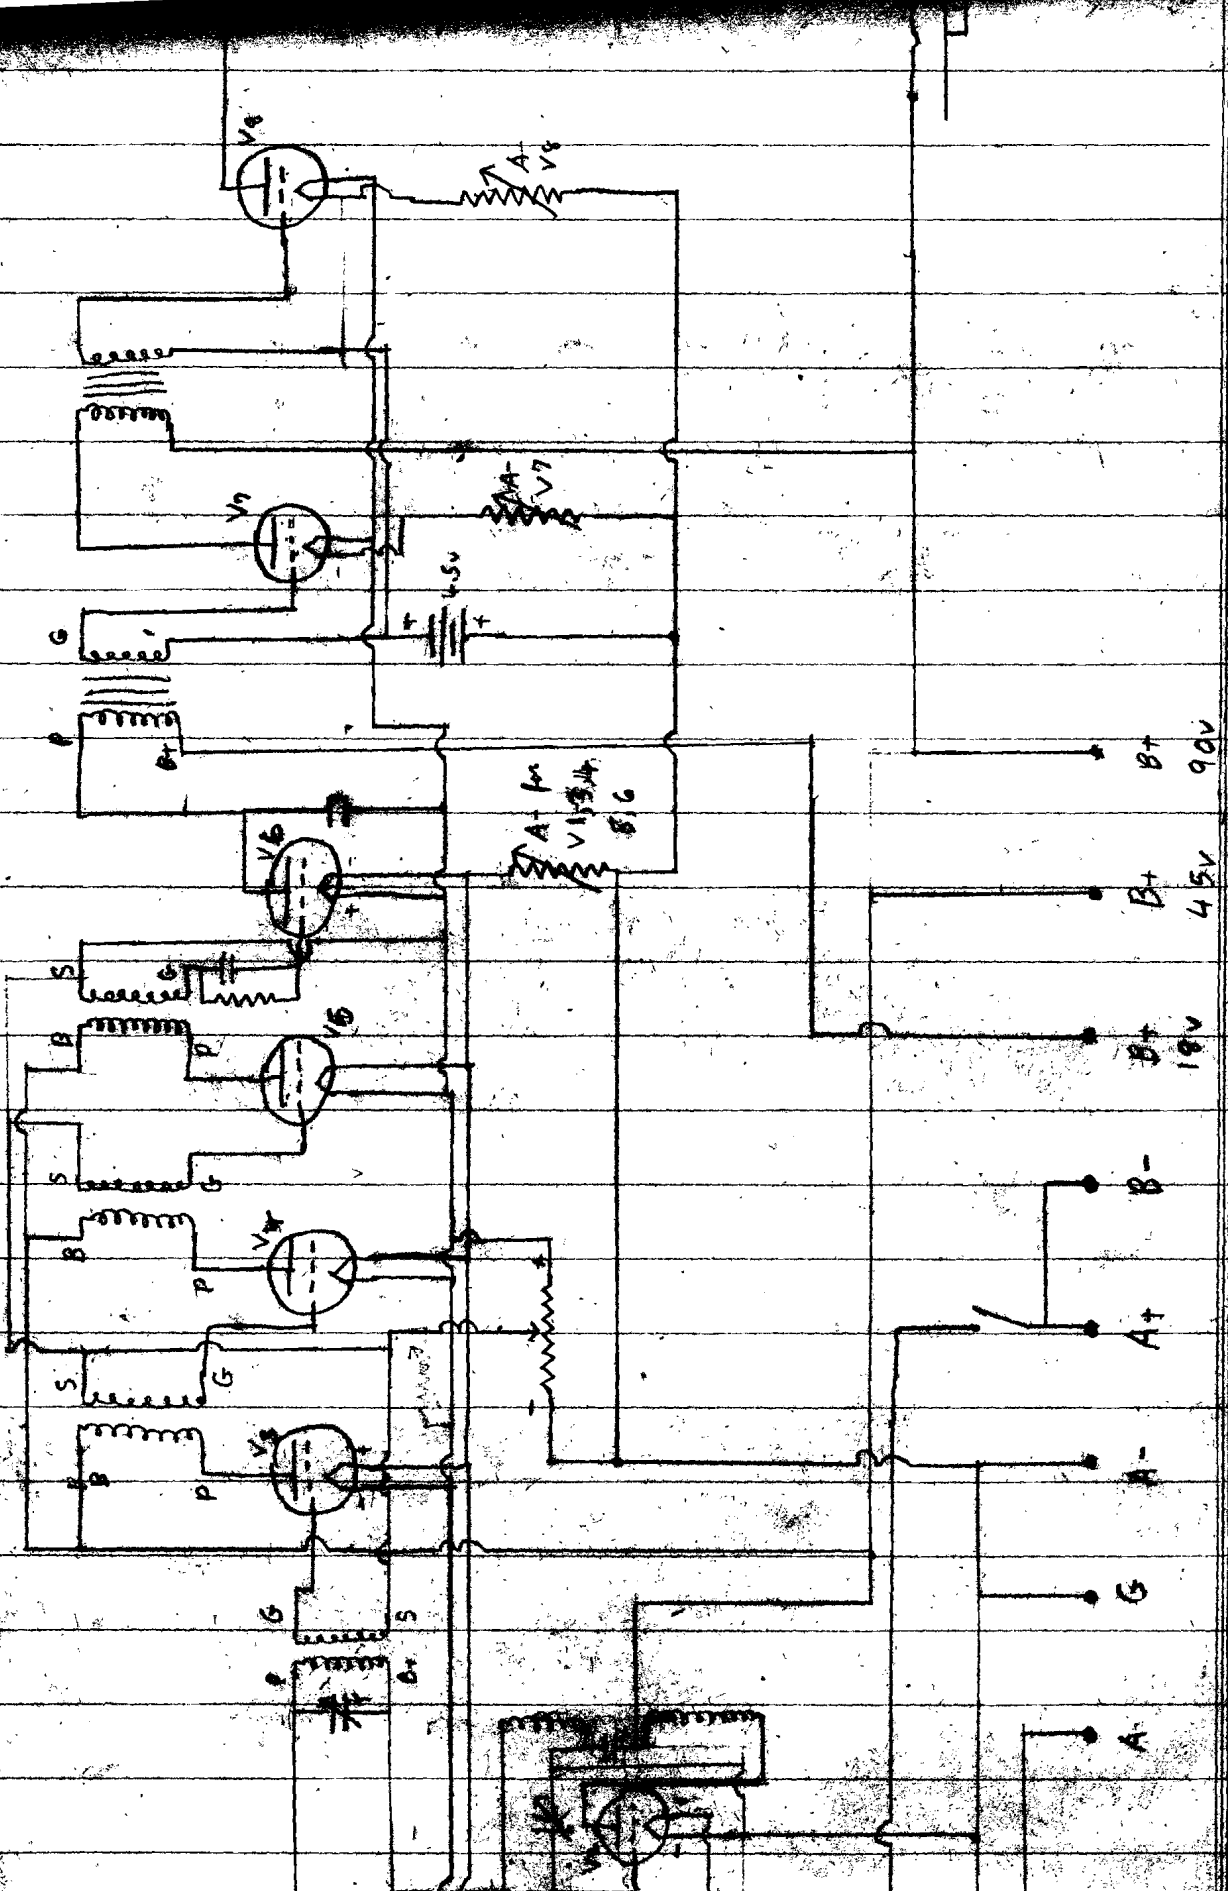 V8
A-
V8
V7
A-
V7
4.5v
+
+
G
P
B+
A- for
V1,3,4
5,6
V6
+
S
G
B
P
V5
S
G
B
P
V4
+
-
S
G
B
P
V3
+
-
G
S
P
B+
B+
90v
B+
45v
B+
18v
B-
A+
A-
G
A-